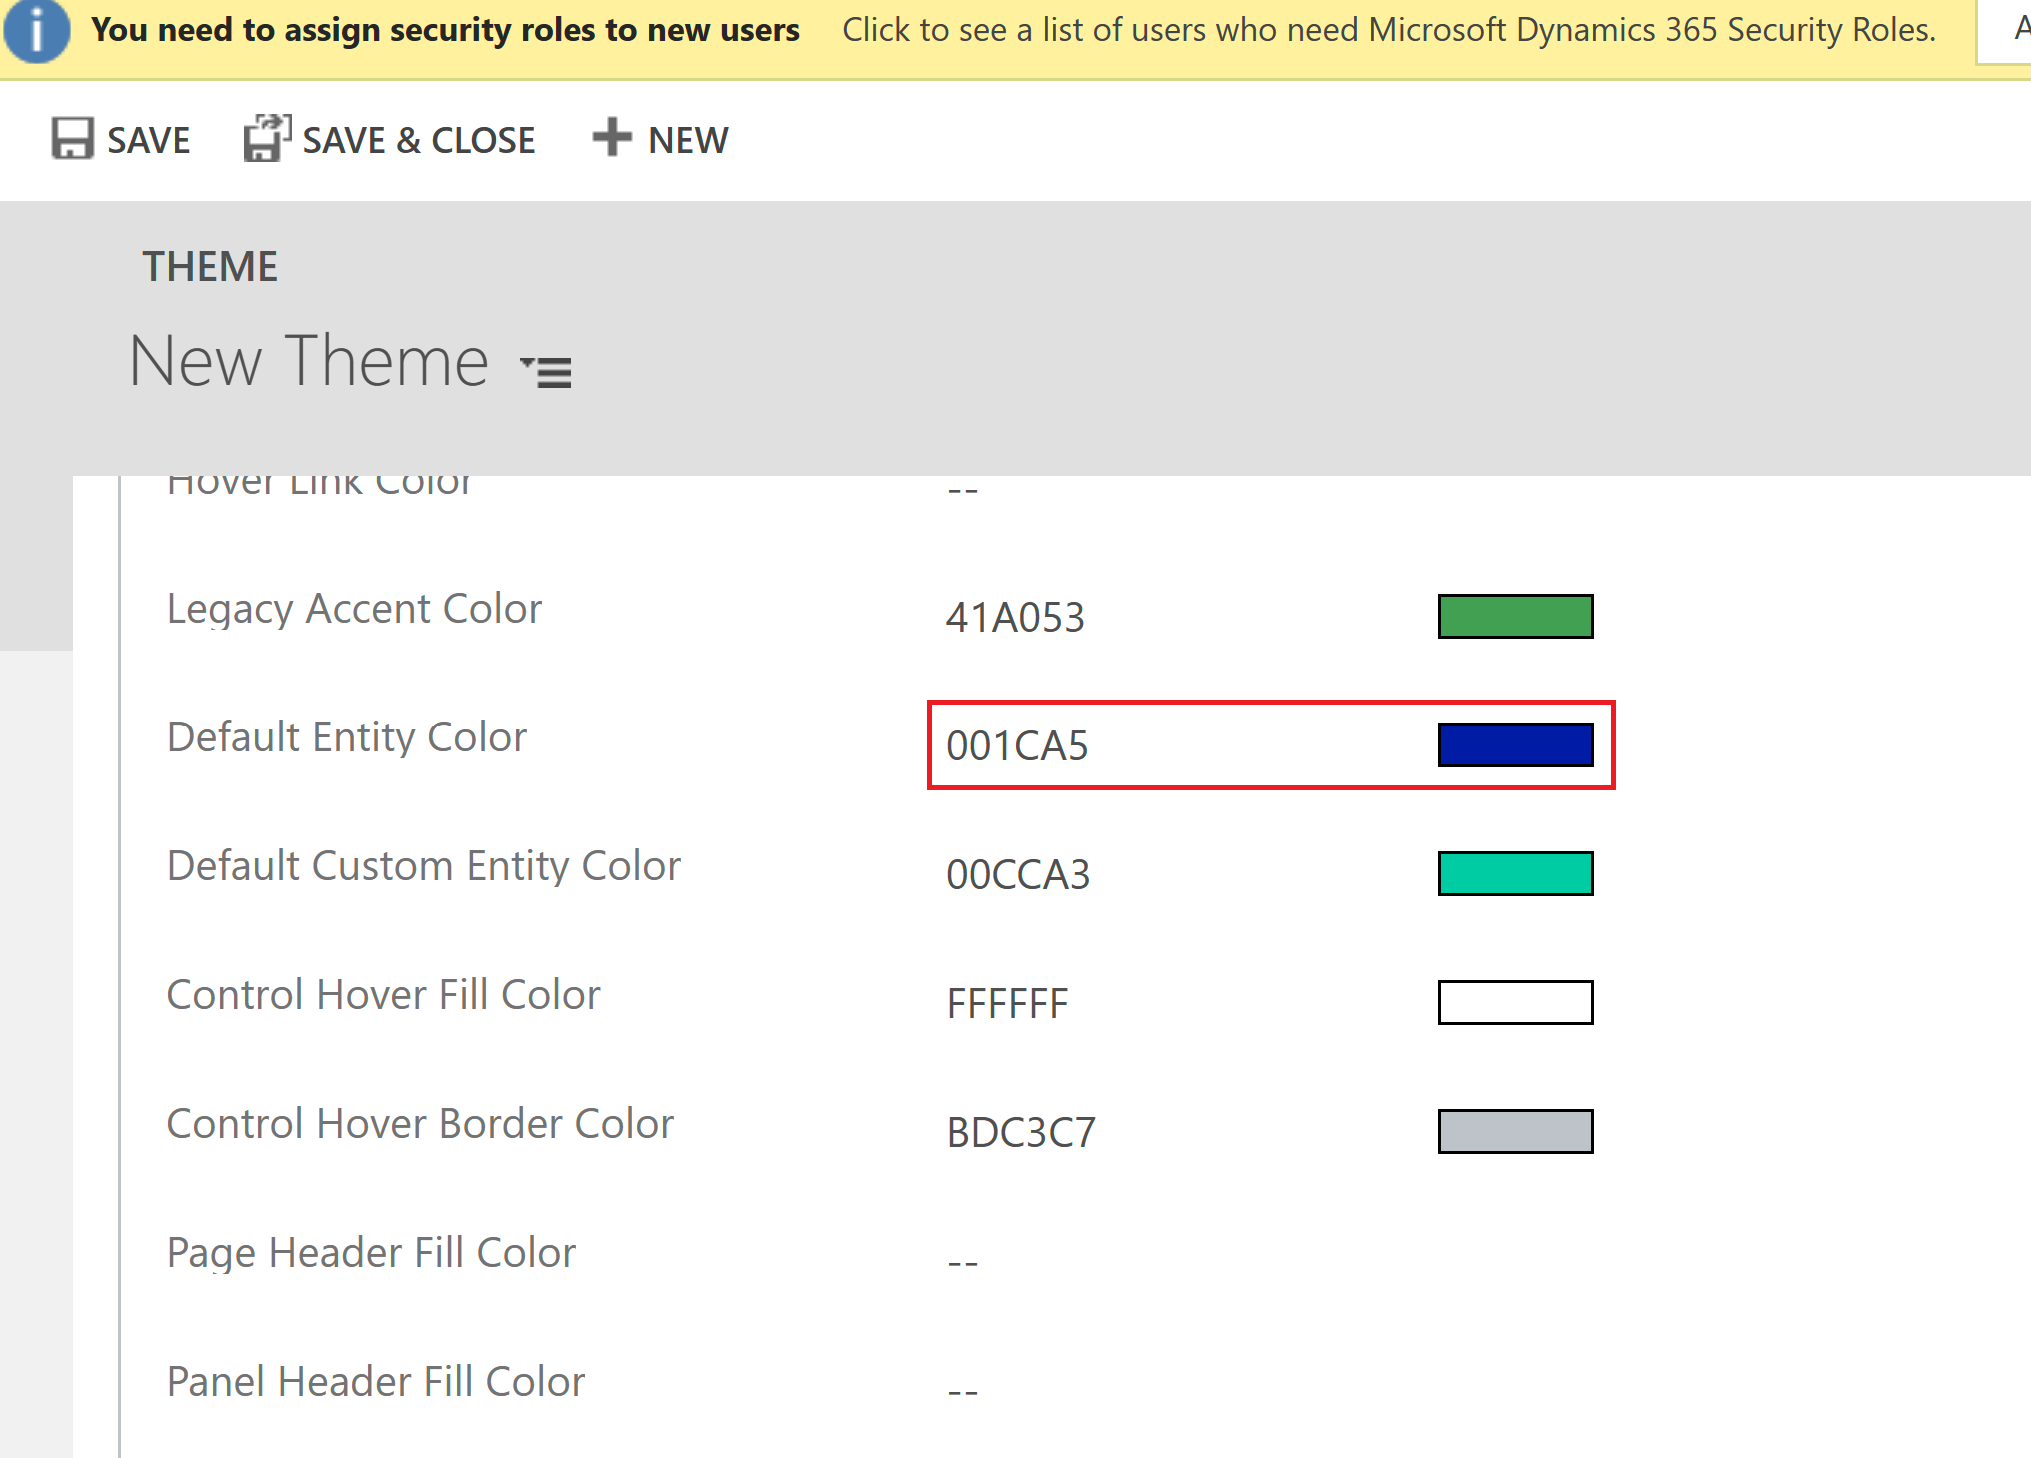 You need to assign security roles to new users Click to see a list of users who need Microsoft Dynamics 365 Security Roles. A
SAVE SAVE & CLOSE NEW
THEME
New Theme
Hover Link Color --
Legacy Accent Color 41A053
Default Entity Color 001CA5
Default Custom Entity Color 00CCA3
Control Hover Fill Color FFFFFF
Control Hover Border Color BDC3C7
Page Header Fill Color --
Panel Header Fill Color --